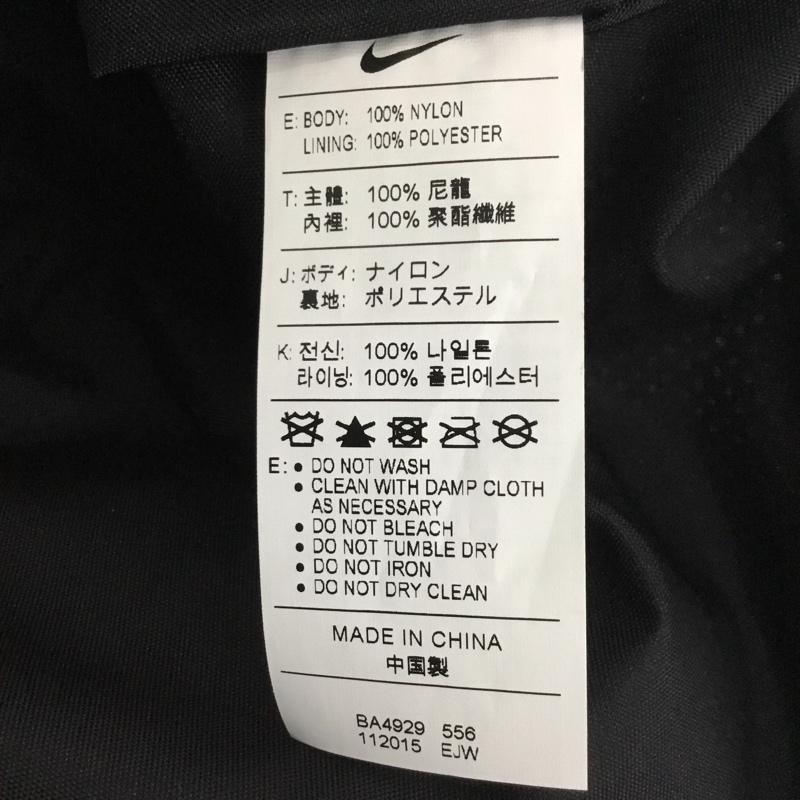 E: BODY: 100% NYLON
LINING: 100% POLYESTER
T: 主體: 100% 尼龍
內裡: 100% 聚酯纖維
J: ボディ: ナイロン
裏地: ポリエステル
K: 전신: 100% 나일론
라이닝: 100% 폴리에스터
E: • DO NOT WASH
• CLEAN WITH DAMP CLOTH
AS NECESSARY
• DO NOT BLEACH
• DO NOT TUMBLE DRY
• DO NOT IRON
• DO NOT DRY CLEAN
MADE IN CHINA
中国製
BA4929 556
112015 EJW